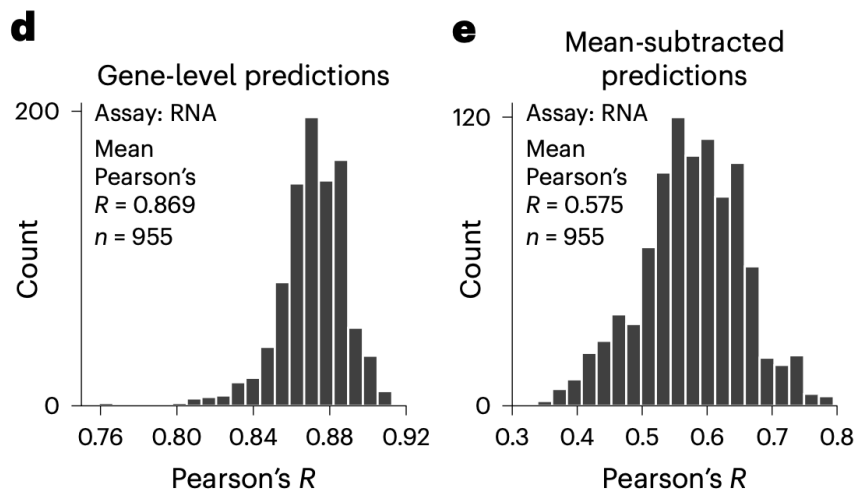 d
Gene-level predictions
200
Assay: RNA
Mean
Pearson's
R = 0.869
n = 955
Count
0
0.76 0.80 0.84 0.88 0.92
Pearson's R
e
Mean-subtracted
predictions
120
Assay: RNA
Mean
Pearson's
R = 0.575
n = 955
Count
0
0.3 0.4 0.5 0.6 0.7 0.8
Pearson's R